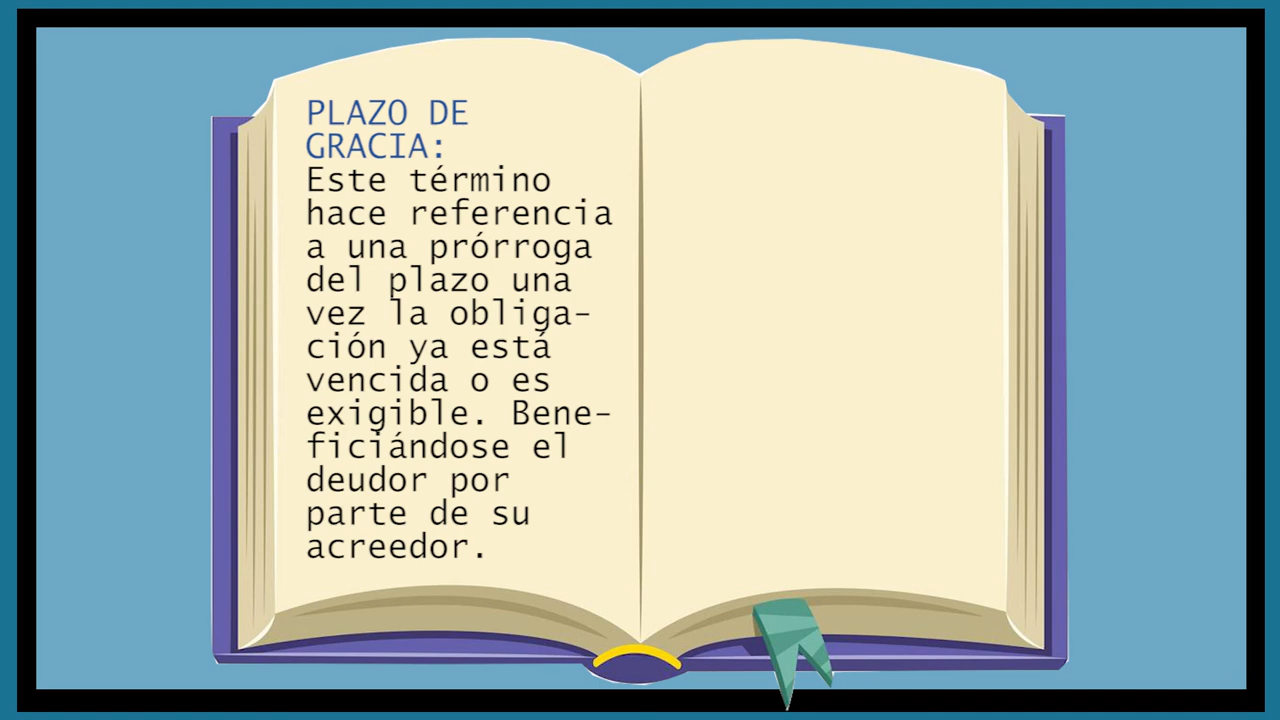 PLAZO DE
GRACIA:
Este término
hace referencia
a una prórroga
del plazo una
vez la obliga-
ción ya está
vencida o es
exigible. Bene-
ficiándose el
deudor por
parte de su
acreedor.